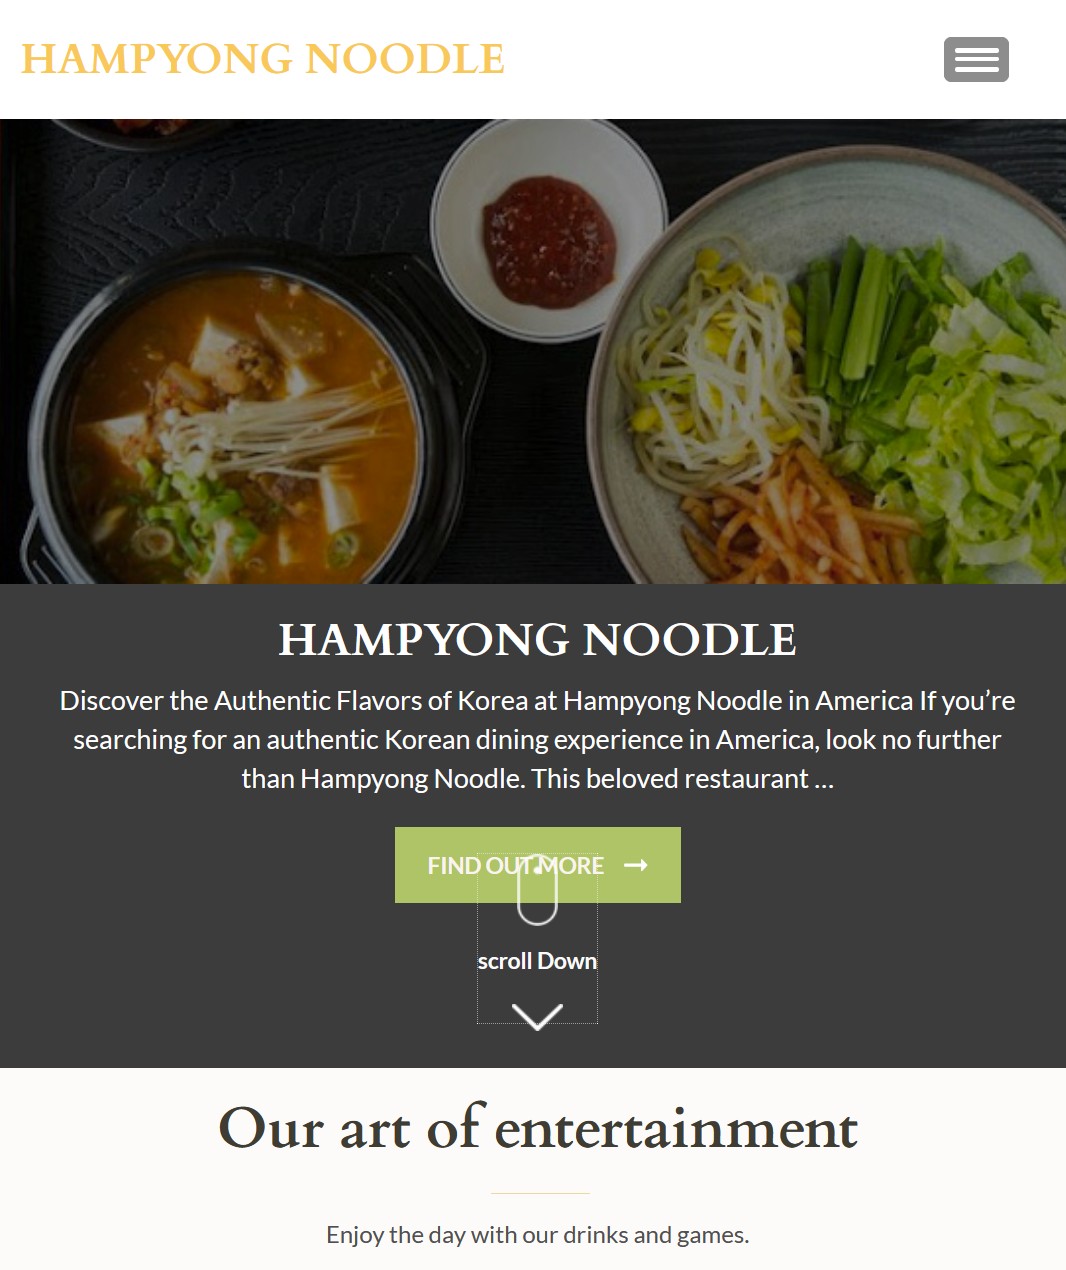 HAMPYONG NOODLE
HAMPYONG NOODLE
Discover the Authentic Flavors of Korea at Hampyong Noodle in America If you’re
searching for an authentic Korean dining experience in America, look no further
than Hampyong Noodle. This beloved restaurant …
FIND OUT MORE
scroll Down
Our art of entertainment
Enjoy the day with our drinks and games.